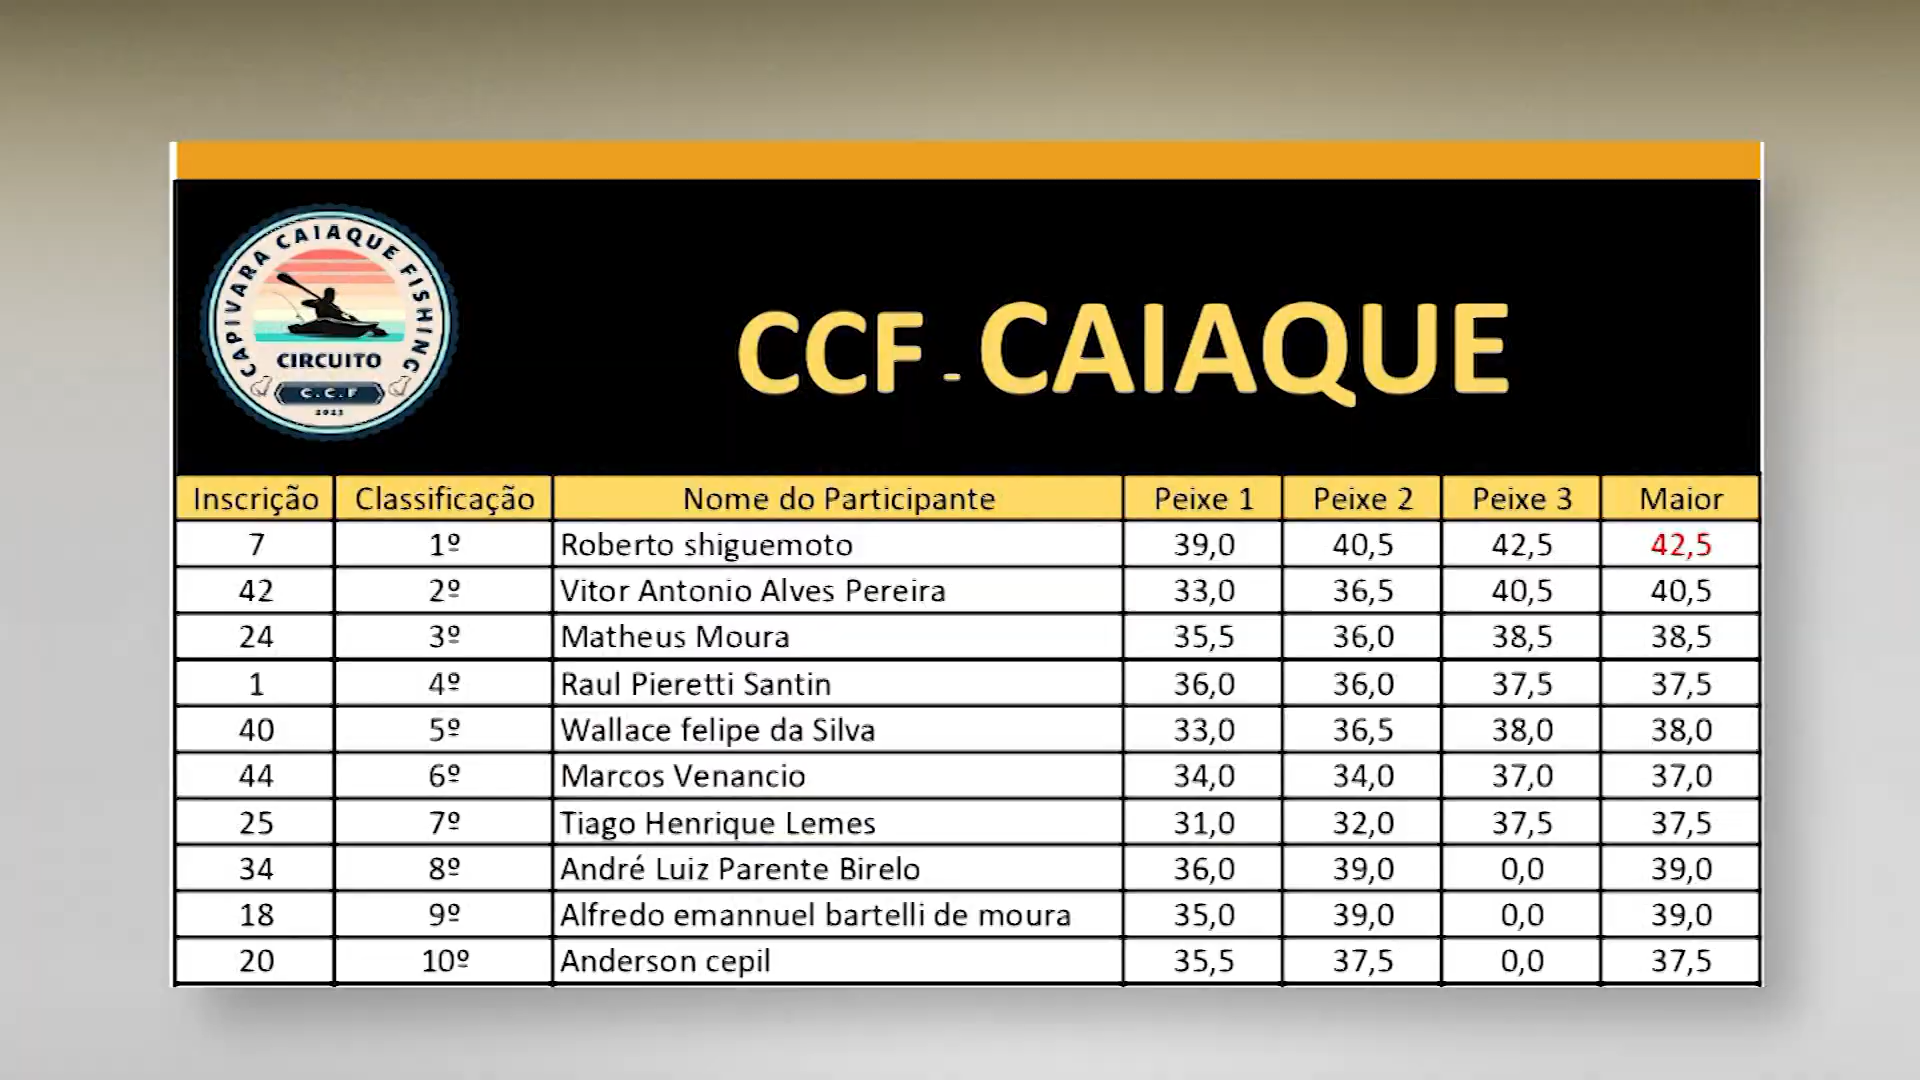 CAPIVARA CAIAQUE FISHING
CIRCUITO
C.C.F
2023
CCF - CAIAQUE
Inscrição Classificação Nome do Participante Peixe 1 Peixe 2 Peixe 3 Maior
7 1º Roberto shiguemoto 39,0 40,5 42,5 42,5
42 2º Vitor Antonio Alves Pereira 33,0 36,5 40,5 40,5
24 3º Matheus Moura 35,5 36,0 38,5 38,5
1 4º Raul Pieretti Santin 36,0 36,0 37,5 37,5
40 5º Wallace felipe da Silva 33,0 36,5 38,0 38,0
44 6º Marcos Venancio 34,0 34,0 37,0 37,0
25 7º Tiago Henrique Lemes 31,0 32,0 37,5 37,5
34 8º André Luiz Parente Birelo 36,0 39,0 0,0 39,0
18 9º Alfredo emannuel bartelli de moura 35,0 39,0 0,0 39,0
20 10º Anderson cepil 35,5 37,5 0,0 37,5